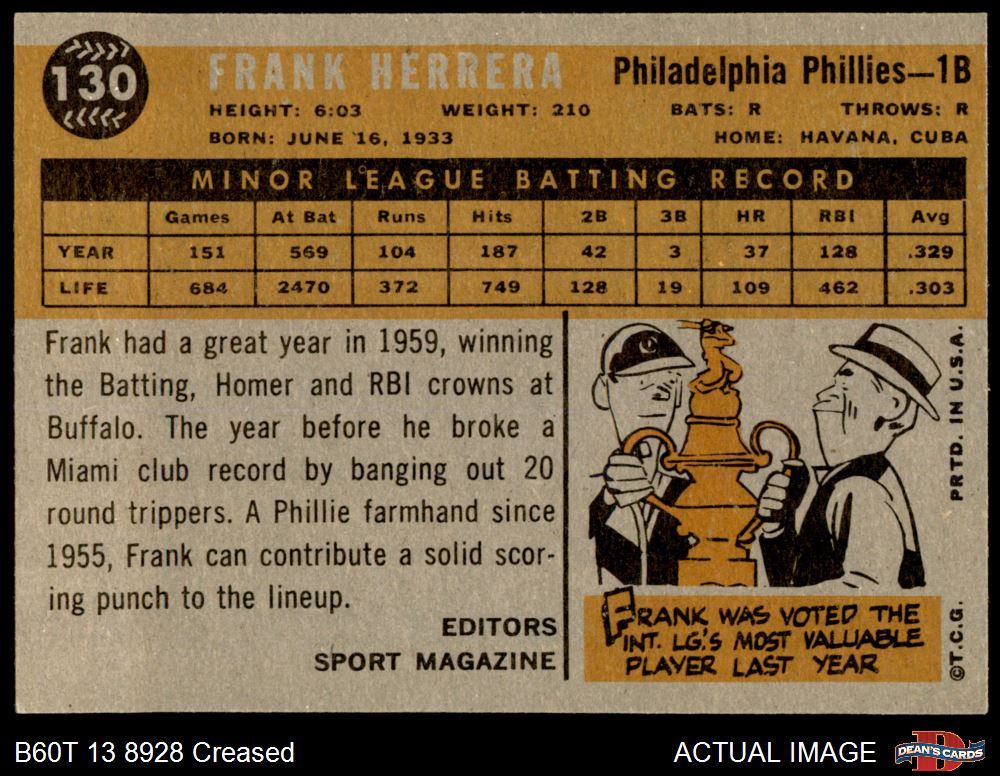 130
FRANK HERRERA
Philadelphia Phillies—1B
HEIGHT: 6:03 WEIGHT: 210 BATS: R THROWS: R
BORN: JUNE 16, 1933 HOME: HAVANA, CUBA
MINOR LEAGUE BATTING RECORD
Games At Bat Runs Hits 2B 3B HR RBI Avg
YEAR 151 569 104 187 42 3 37 128 .329
LIFE 684 2470 372 749 128 19 109 462 .303
Frank had a great year in 1959, winning
the Batting, Homer and RBI crowns at
Buffalo. The year before he broke a
Miami club record by banging out 20
round trippers. A Phillie farmhand since
1955, Frank can contribute a solid scor-
ing punch to the lineup.
EDITORS
SPORT MAGAZINE
FRANK WAS VOTED THE
INT. LG.'S MOST VALUABLE
PLAYER LAST YEAR
PRTD. IN U.S.A.
©T.C.G.
B60T 13 8928 Creased
ACTUAL IMAGE
DEAN'S CARDS